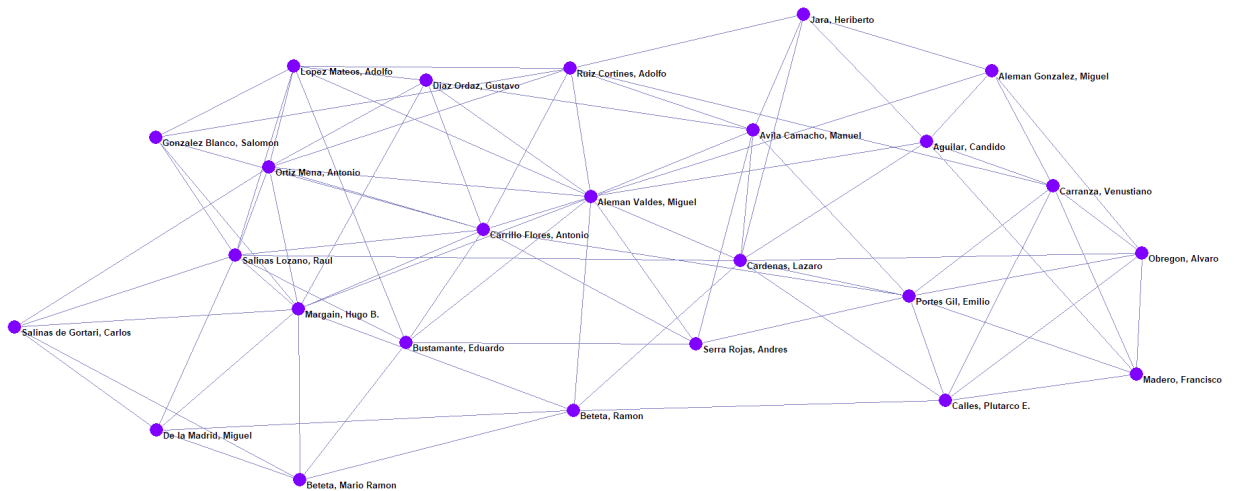 Jara, Heriberto
Lopez Mateos, Adolfo
Ruiz Cortines, Adolfo
Aleman Gonzalez, Miguel
Diaz Ordaz, Gustavo
Avila Camacho, Manuel
Gonzalez Blanco, Salomon
Aguilar, Candido
Ortiz Mena, Antonio
Carranza, Venustiano
Aleman Valdes, Miguel
Carrillo Flores, Antonio
Salinas Lozano, Raul
Obregon, Alvaro
Cardenas, Lazaro
Portes Gil, Emilio
Margain, Hugo B.
Salinas de Gortari, Carlos
Bustamante, Eduardo
Serra Rojas, Andres
Madero, Francisco
Calles, Plutarco E.
Beteta, Ramon
De la Madrid, Miguel
Beteta, Mario Ramon